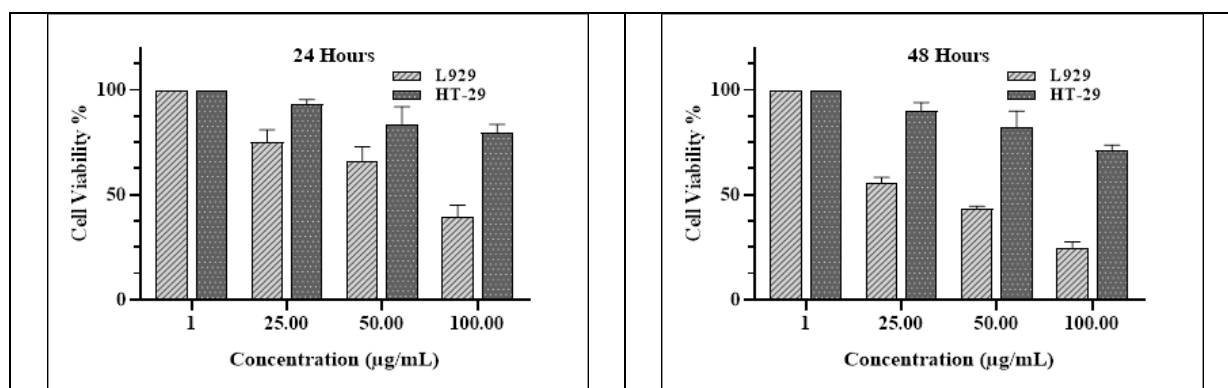 24 Hours
L929
HT-29
Cell Viability %
100
50
0
1 25.00 50.00 100.00
Concentration (µg/mL)
48 Hours
L929
HT-29
Cell Viability %
100
50
0
1 25.00 50.00 100.00
Concentration (µg/mL)